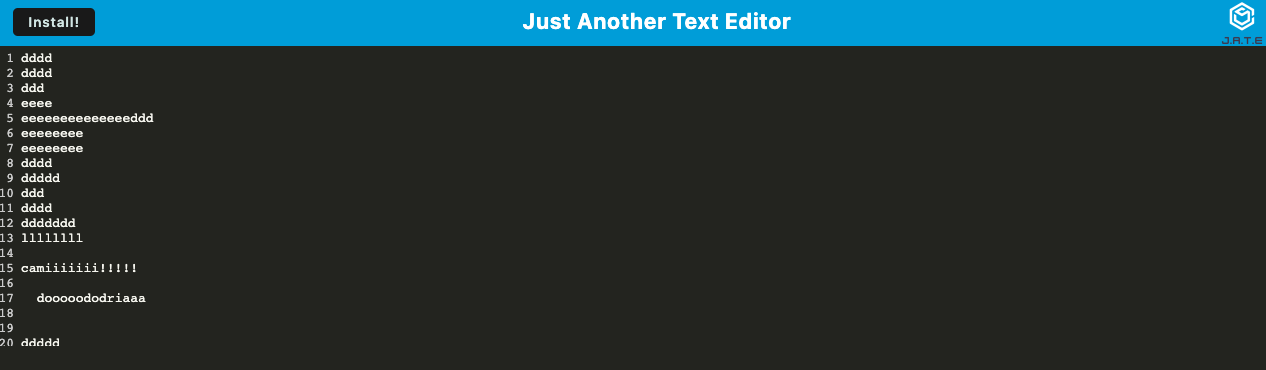 Install!
Just Another Text Editor
J.A.T.E
1 dddd
2 dddd
3 ddd
4 eeee
5 eeeeeeeeeeeeeeddd
6 eeeeeeee
7 eeeeeeee
8 dddd
9 ddddd
10 ddd
11 dddd
12 ddddddd
13 llllllll
14
15 camiiiiiii!!!!!
16
17 dooooododriaaa
18
19
20 ddddd